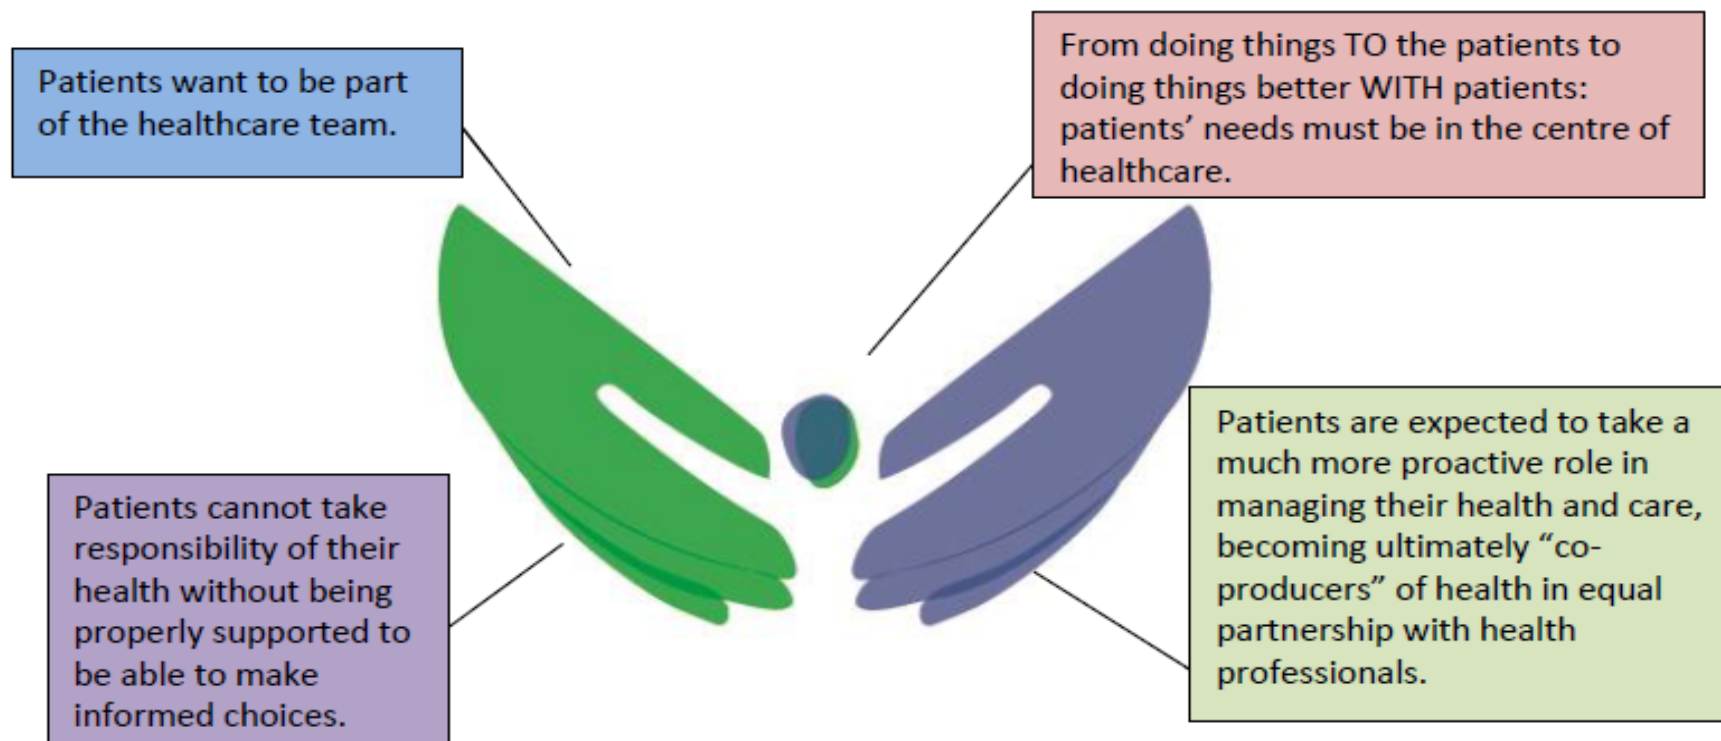 Patients want to be part
of the healthcare team.
From doing things TO the patients to
doing things better WITH patients:
patients’ needs must be in the centre of
healthcare.
Patients cannot take
responsibility of their
health without being
properly supported to
be able to make
informed choices.
Patients are expected to take a
much more proactive role in
managing their health and care,
becoming ultimately “co-
producers” of health in equal
partnership with health
professionals.